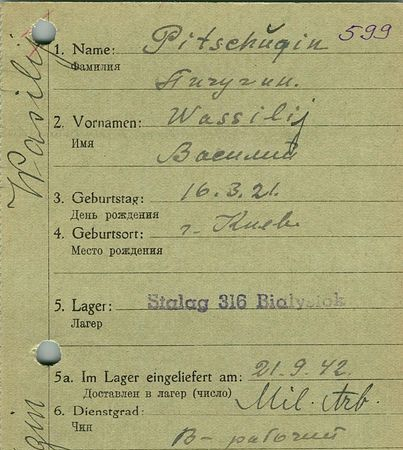 599
1. Name: Pitschugin
Фамилия
Пичугин.
2. Vornamen: Wassilij
Имя
Василий
3. Geburtstag: 16.3.21.
День рождения
4. Geburtsort: г. Киев
Место рождения
5. Lager: Stalag 316 Bialystok
Лагерь
5a. Im Lager eingeliefert am: 21.9.42.
Доставлен в лагерь (число)
6. Dienstgrad: Mil. Arb.
Чин
В - рабочий
Wasilij
gin